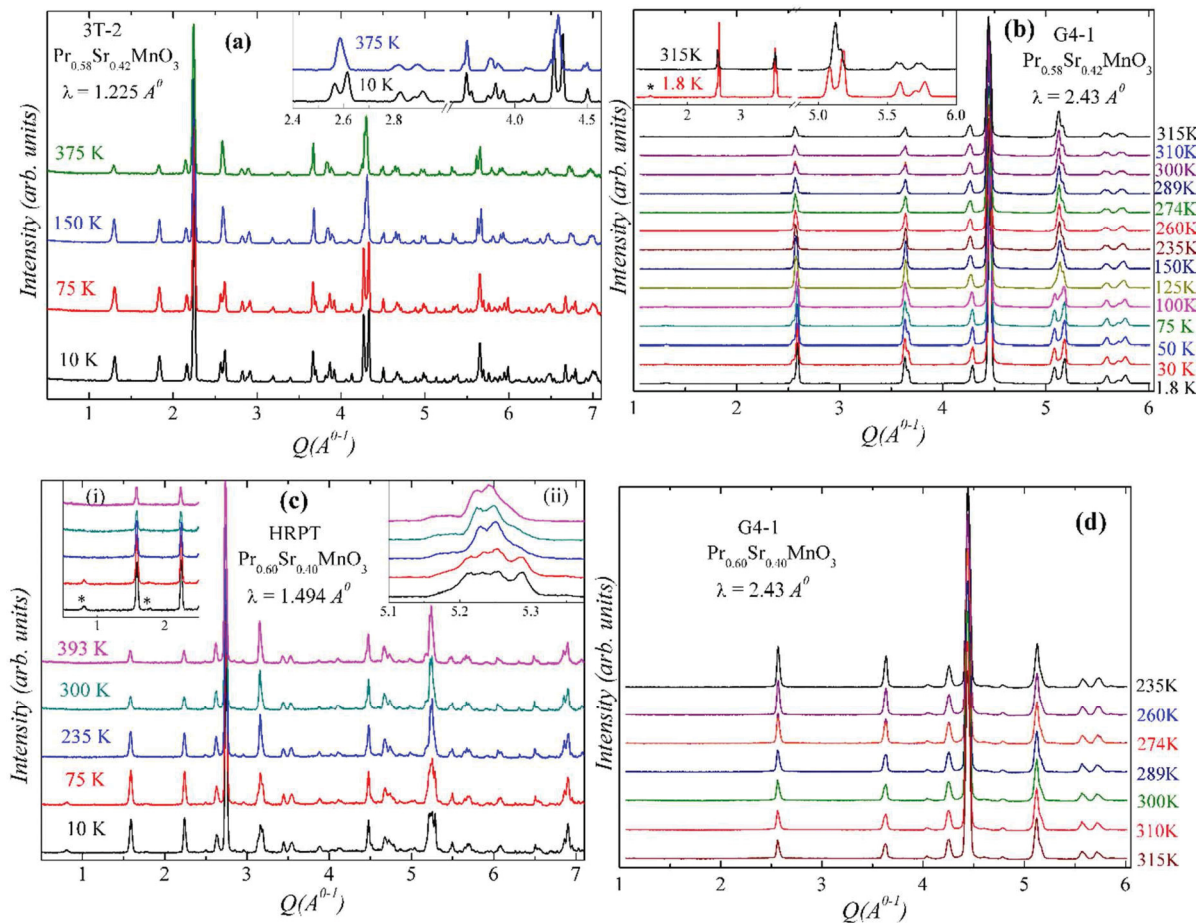 3T-2
Pr0.58Sr0.42MnO3
λ = 1.225 A0
(a)
375 K
10 K
2.4 2.6 2.8 4.0 4.5
375 K
150 K
75 K
10 K
Intensity (arb. units)
1 2 3 4 5 6 7
Q(A0-1)
(b)
G4-1
Pr0.58Sr0.42MnO3
λ = 2.43 A0
315K
1.8 K
*
2 3 5.0 5.5 6.0
315K
310K
300K
289K
274K
260K
235K
150K
125K
100K
75 K
50 K
30 K
1.8 K
Intensity (arb. units)
1 2 3 4 5 6
Q(A0-1)
(c)
HRPT
Pr0.60Sr0.40MnO3
λ = 1.494 A0
(i)
* *
1 2
(ii)
5.1 5.2 5.3
393 K
300 K
235 K
75 K
10 K
Intensity (arb. units)
1 2 3 4 5 6 7
Q(A0-1)
(d)
G4-1
Pr0.60Sr0.40MnO3
λ = 2.43 A0
235K
260K
274K
289K
300K
310K
315K
Intensity (arb. units)
1 2 3 4 5 6
Q(A0-1)